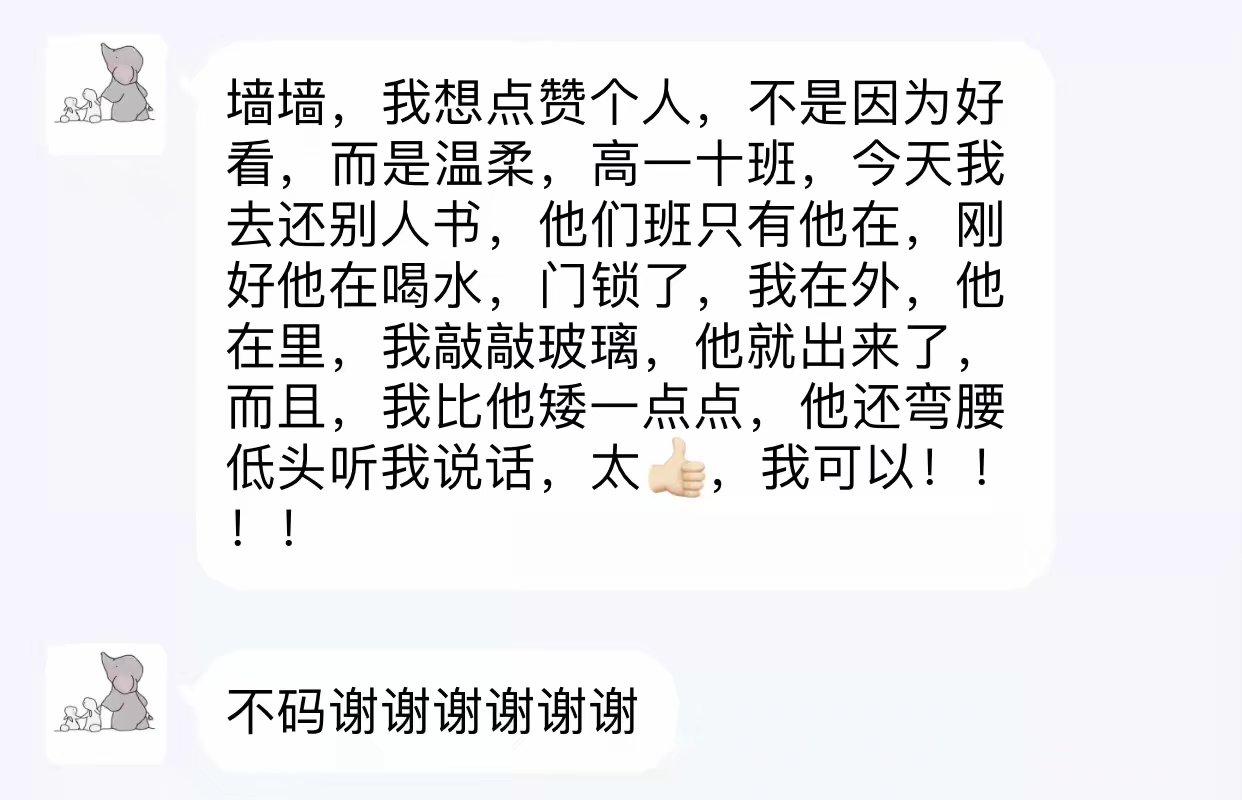 墙墙，我想点赞个人，不是因为好
看，而是温柔，高一十班，今天我
去还别人书，他们班只有他在，刚
好他在喝水，门锁了，我在外，他
在里，我敲敲玻璃，他就出来了，
而且，我比他矮一点点，他还弯腰
低头听我说话，太👍🏻，我可以！！
！！
不码谢谢谢谢谢谢